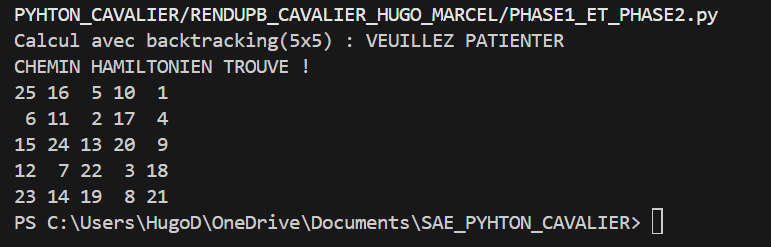 PYHTON_CAVALIER/RENDUPB_CAVALIER_HUGO_MARCEL/PHASE1_ET_PHASE2.py
Calcul avec backtracking(5x5) : VEUILLEZ PATIENTER
CHEMIN HAMILTONIEN TROUVE !
25 16  5 10  1
 6 11  2 17  4
15 24 13 20  9
12  7 22  3 18
23 14 19  8 21
PS C:\Users\HugoD\OneDrive\Documents\SAE_PYHTON_CAVALIER>